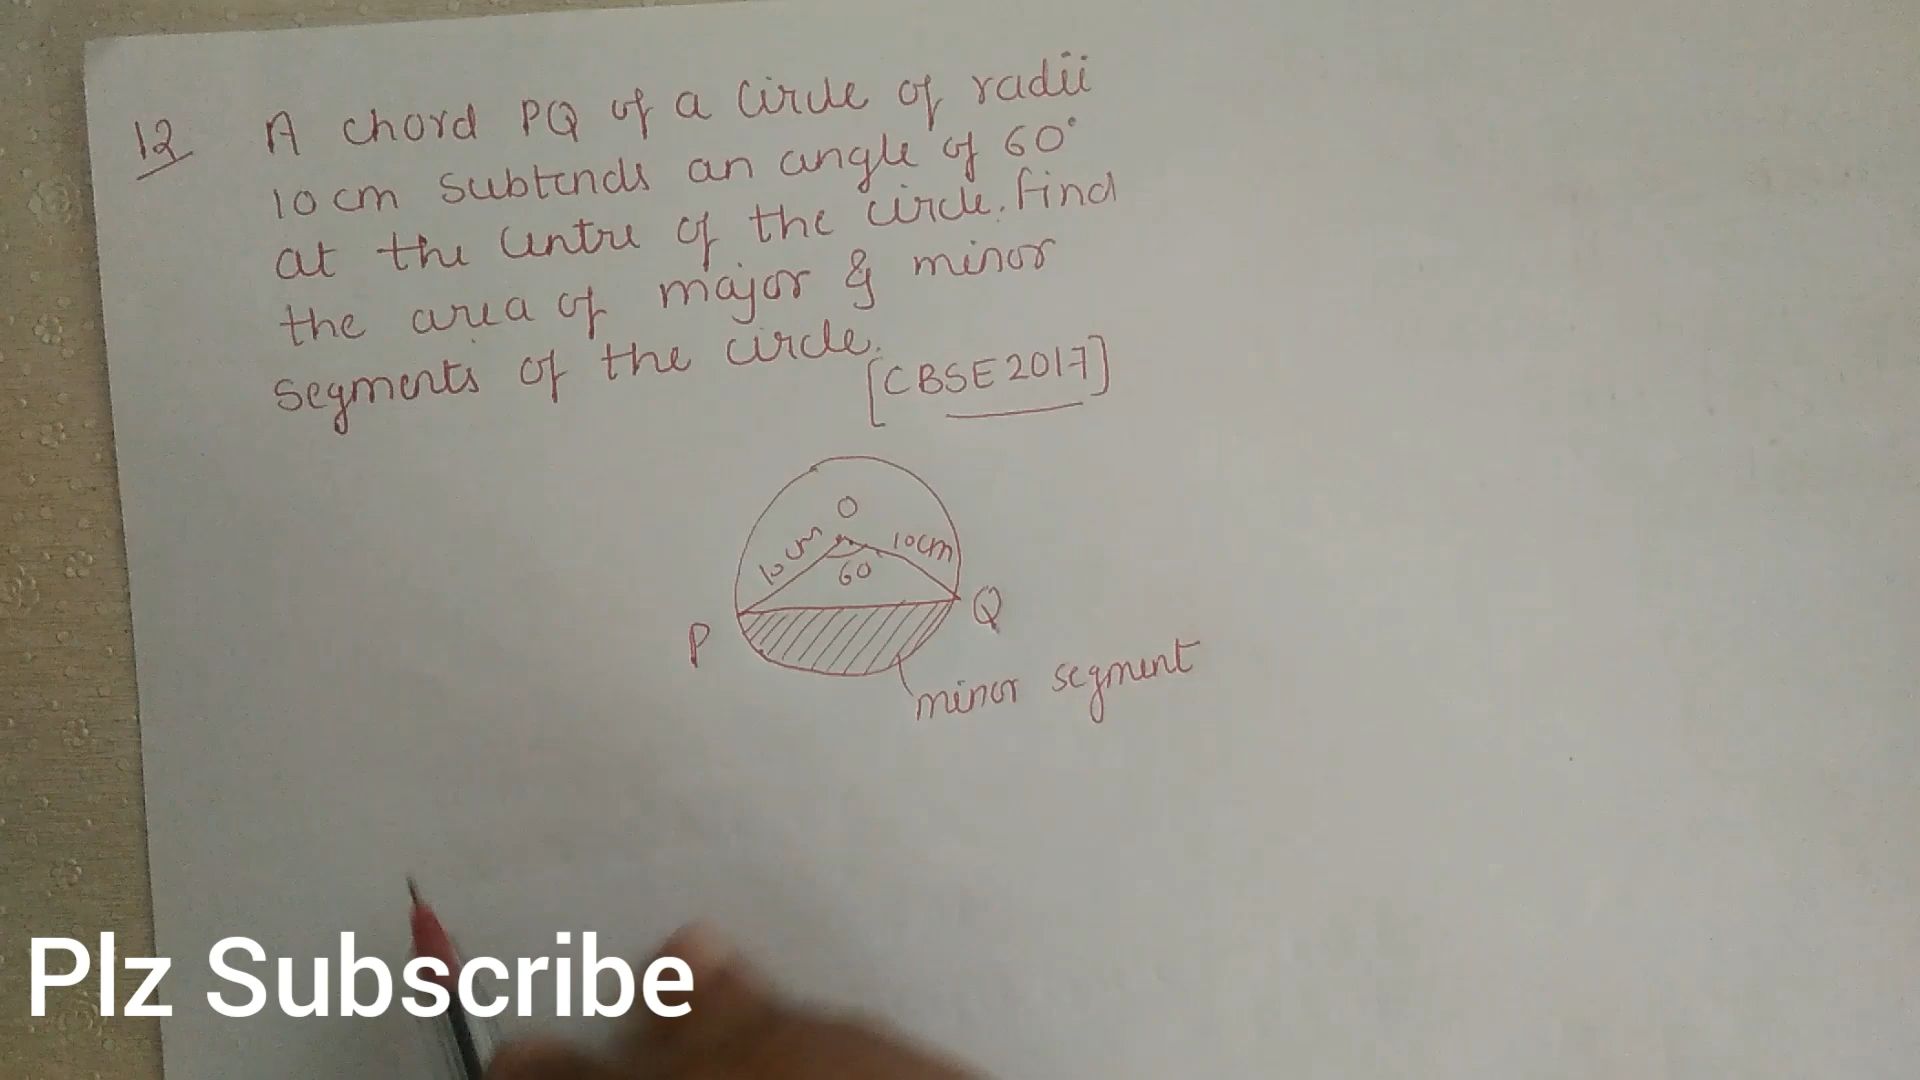 12 A chord PQ of a circle of radii
10 cm subtends an angle of 60°
at the centre of the circle. Find
the area of major & minor
segments of the circle.
[CBSE 2017]
O
10 cm 10cm
60
P Q
minor segment
Plz Subscribe